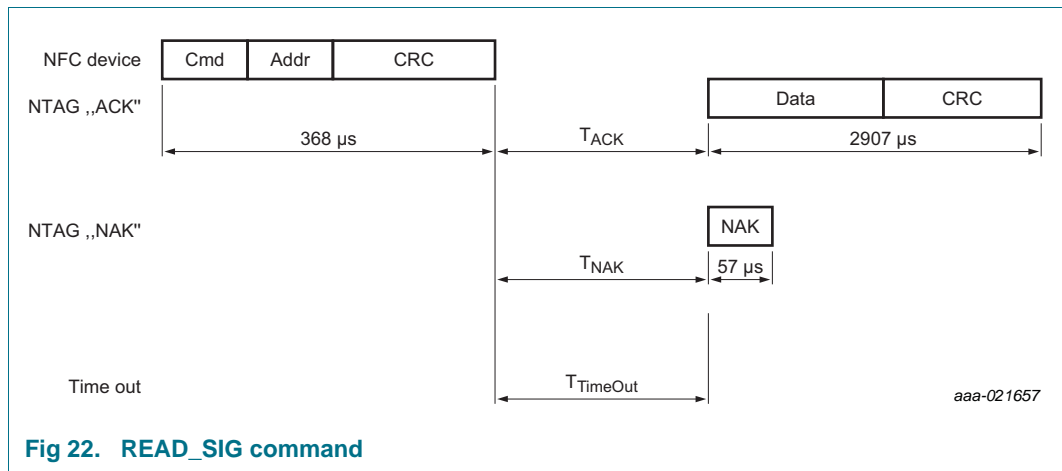 NFC device Cmd Addr CRC
NTAG ,,ACK" Data CRC
368 µs TACK 2907 µs
NTAG ,,NAK" NAK
TNAK 57 µs
Time out TTimeOut
aaa-021657
Fig 22. READ_SIG command